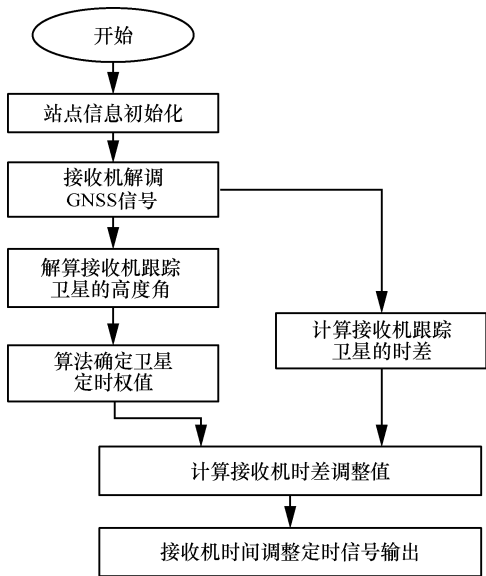 开始
站点信息初始化
接收机解调
GNSS信号
解算接收机跟踪
卫星的高度角
计算接收机跟踪
卫星的时差
算法确定卫星
定时权值
计算接收机时差调整值
接收机时间调整定时信号输出